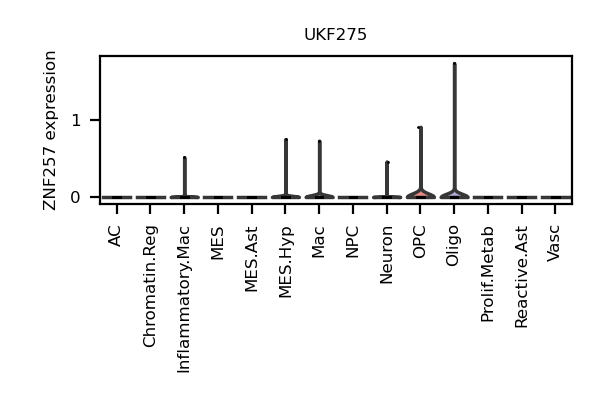 UKF275
ZNF257 expression
1
0
AC
Chromatin.Reg
Inflammatory.Mac
MES
MES.Ast
MES.Hyp
Mac
NPC
Neuron
OPC
Oligo
Prolif.Metab
Reactive.Ast
Vasc